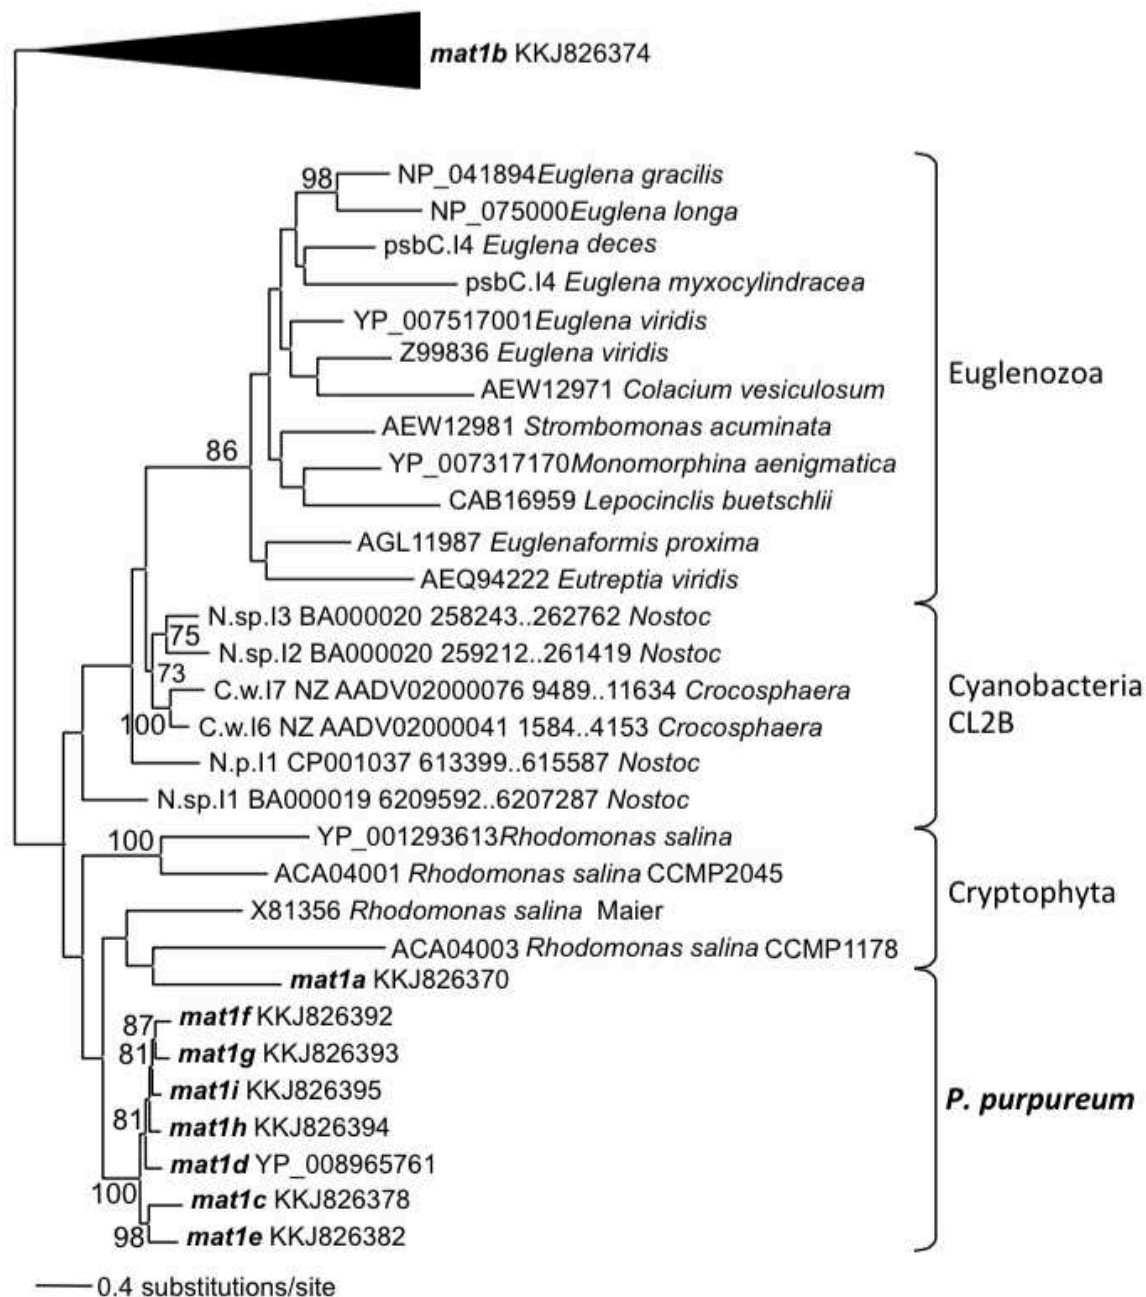 mat1b KKJ826374
98
NP_041894Euglena gracilis
NP_075000Euglena longa
psbC.I4 Euglena deces
psbC.I4 Euglena myxocylindracea
YP_007517001Euglena viridis
Z99836 Euglena viridis
AEW12971 Colacium vesiculosum
Euglenozoa
AEW12981 Strombomonas acuminata
86
YP_007317170Monomorphina aenigmatica
CAB16959 Lepocinclis buetschlii
AGL11987 Euglenaformis proxima
AEQ94222 Eutreptia viridis
N.sp.I3 BA000020 258243..262762 Nostoc
75
N.sp.I2 BA000020 259212..261419 Nostoc
73
C.w.I7 NZ AADV02000076 9489..11634 Crocosphaera
Cyanobacteria
CL2B
100
C.w.I6 NZ AADV02000041 1584..4153 Crocosphaera
N.p.I1 CP001037 613399..615587 Nostoc
N.sp.I1 BA000019 6209592..6207287 Nostoc
100
YP_001293613Rhodomonas salina
ACA04001 Rhodomonas salina CCMP2045
Cryptophyta
X81356 Rhodomonas salina Maier
ACA04003 Rhodomonas salina CCMP1178
mat1a KKJ826370
87
mat1f KKJ826392
81
mat1g KKJ826393
mat1i KKJ826395
P. purpureum
81
mat1h KKJ826394
mat1d YP_008965761
100
mat1c KKJ826378
98
mat1e KKJ826382
0.4 substitutions/site